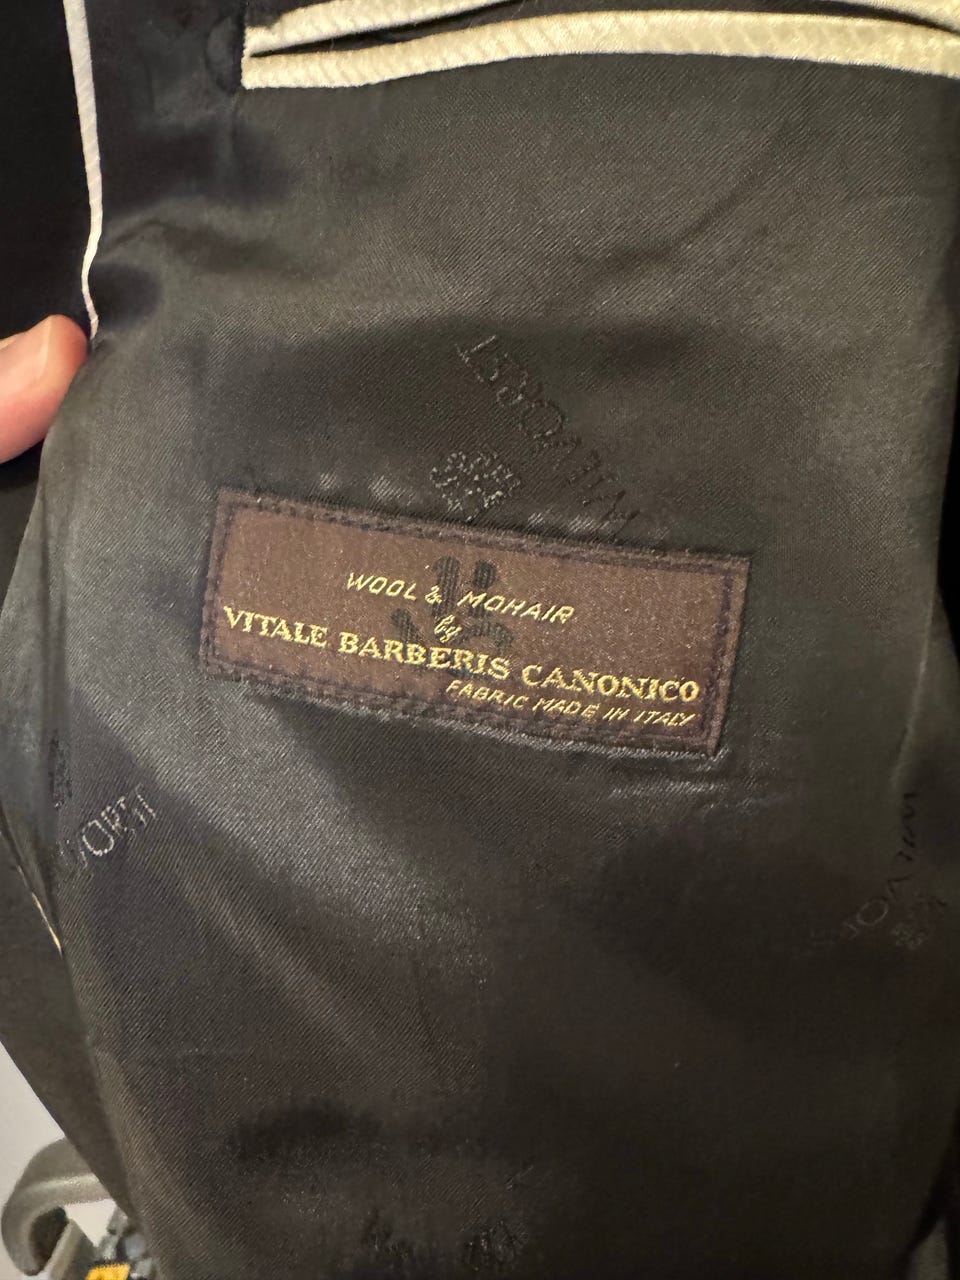 WOOL & MOHAIR
by
VITALE BARBERIS CANONICO
FABRIC MADE IN ITALY